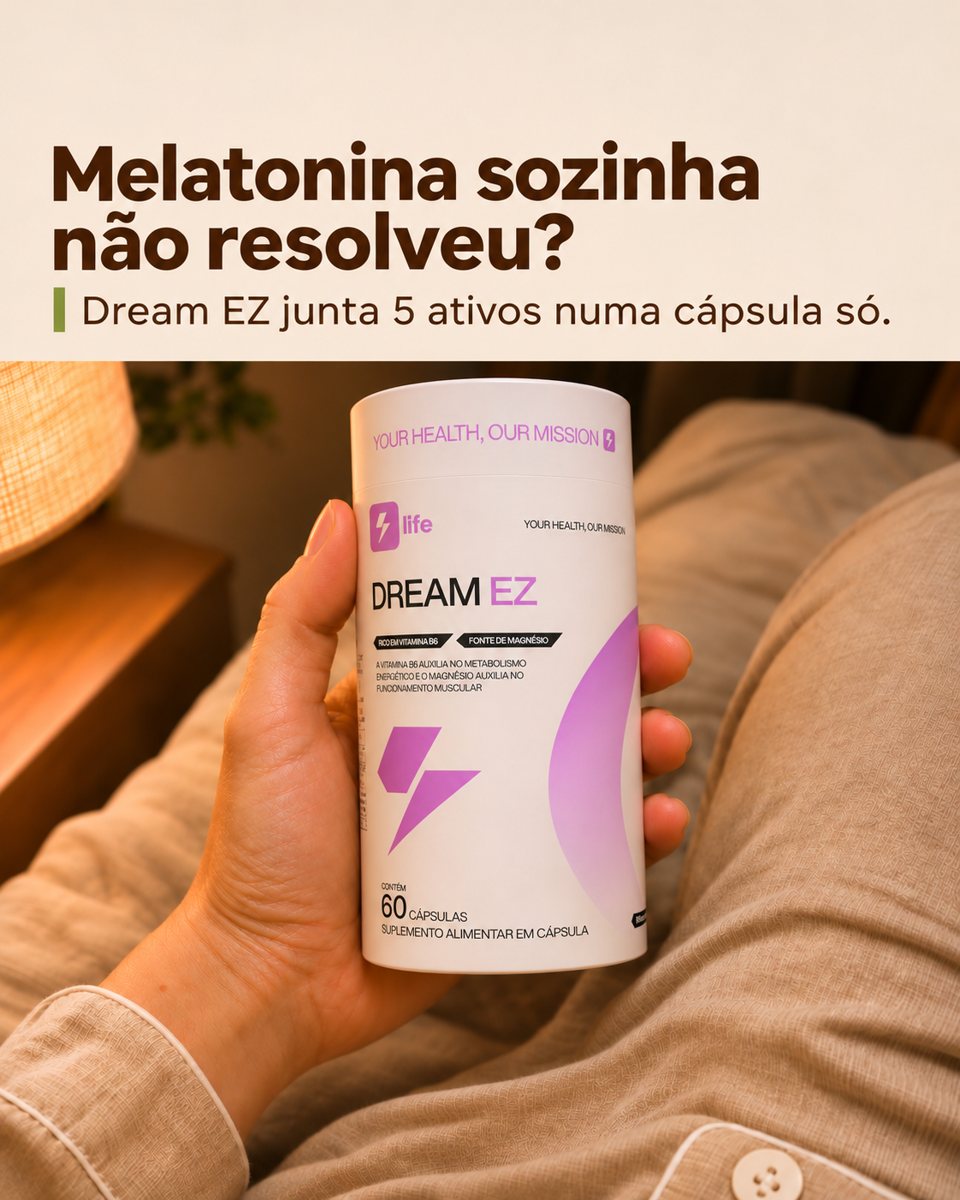 Melatonina sozinha
não resolveu?
Dream EZ junta 5 ativos numa cápsula só.
YOUR HEALTH, OUR MISSION
life
YOUR HEALTH, OUR MISSION
DREAM EZ
RICO EM VITAMINA B6
FONTE DE MAGNÉSIO
A VITAMINA B6 AUXILIA NO METABOLISMO
ENERGÉTICO E O MAGNÉSIO AUXILIA NO
FUNCIONAMENTO MUSCULAR
CONTÉM
60 CÁPSULAS
SUPLEMENTO ALIMENTAR EM CÁPSULA